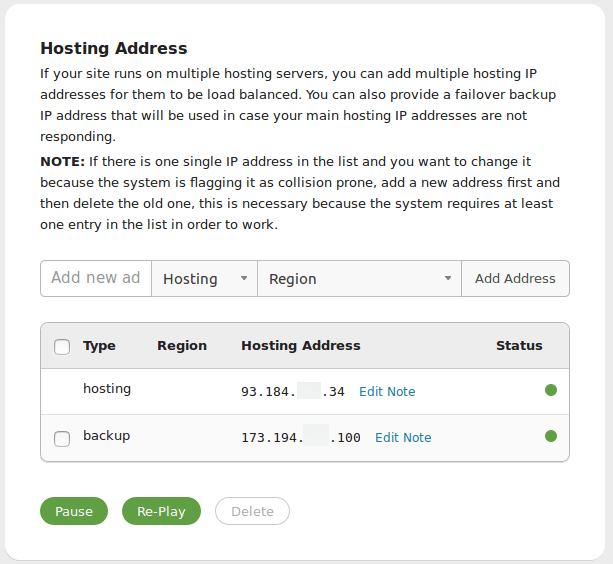 Hosting Address
If your site runs on multiple hosting servers, you can add multiple hosting IP
addresses for them to be load balanced. You can also provide a failover backup
IP address that will be used in case your main hosting IP addresses are not
responding.
NOTE: If there is one single IP address in the list and you want to change it
because the system is flagging it as collision prone, add a new address first and
then delete the old one, this is necessary because the system requires at least
one entry in the list in order to work.
Add new ad Hosting Region Add Address
Type Region Hosting Address Status
hosting 93.184. .34 Edit Note
backup 173.194. .100 Edit Note
Pause Re-Play Delete